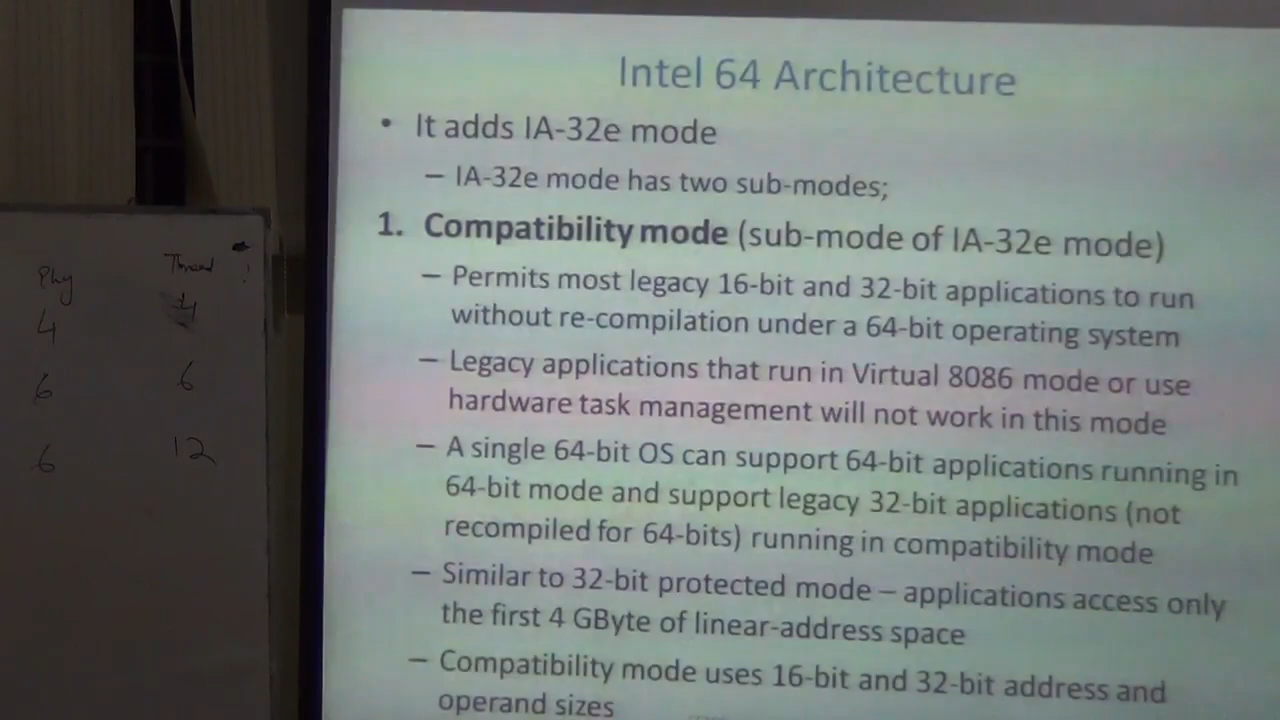 Phy Thread
4 4
6 6
6 12
Intel 64 Architecture
• It adds IA-32e mode
– IA-32e mode has two sub-modes;
1. Compatibility mode (sub-mode of IA-32e mode)
– Permits most legacy 16-bit and 32-bit applications to run
without re-compilation under a 64-bit operating system
– Legacy applications that run in Virtual 8086 mode or use
hardware task management will not work in this mode
– A single 64-bit OS can support 64-bit applications running in
64-bit mode and support legacy 32-bit applications (not
recompiled for 64-bits) running in compatibility mode
– Similar to 32-bit protected mode – applications access only
the first 4 GByte of linear-address space
– Compatibility mode uses 16-bit and 32-bit address and
operand sizes